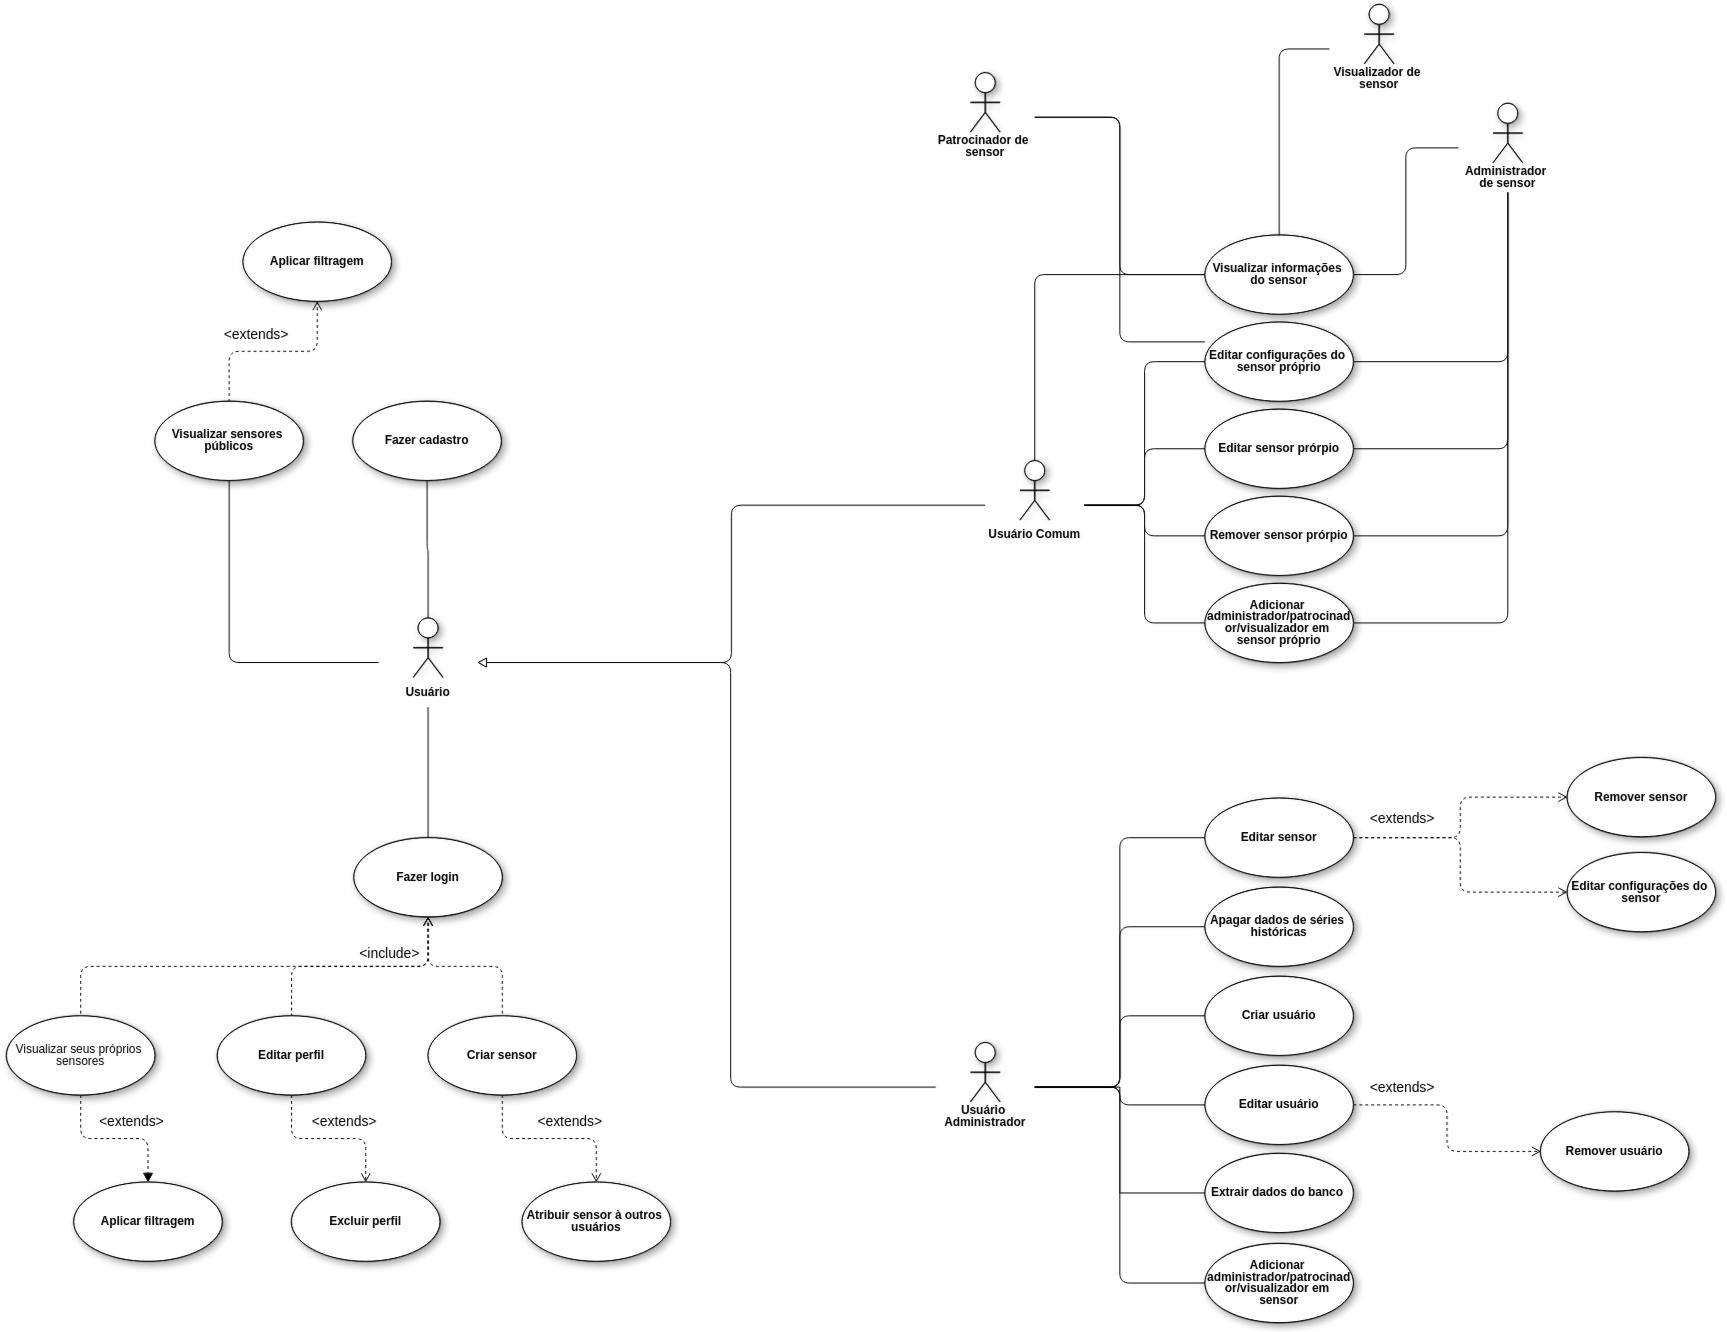 Visualizador de
sensor
Patrocinador de
sensor
Administrador
de sensor
Aplicar filtragem
Visualizar informações
do sensor
<extends>
Editar configurações do
sensor próprio
Visualizar sensores
públicos
Fazer cadastro
Editar sensor prórpio
Usuário Comum
Remover sensor prórpio
Adicionar
administrador/patrocinad
or/visualizador em
sensor próprio
Usuário
Remover sensor
<extends>
Editar sensor
Fazer login
Editar configurações do
sensor
Apagar dados de séries
históricas
<include>
Criar usuário
Visualizar seus próprios
sensores
Editar perfil
Criar sensor
<extends>
Usuário
Administrador
Editar usuário
<extends>
<extends>
<extends>
Remover usuário
Extrair dados do banco
Aplicar filtragem
Excluir perfil
Atribuir sensor à outros
usuários
Adicionar
administrador/patrocinad
or/visualizador em
sensor